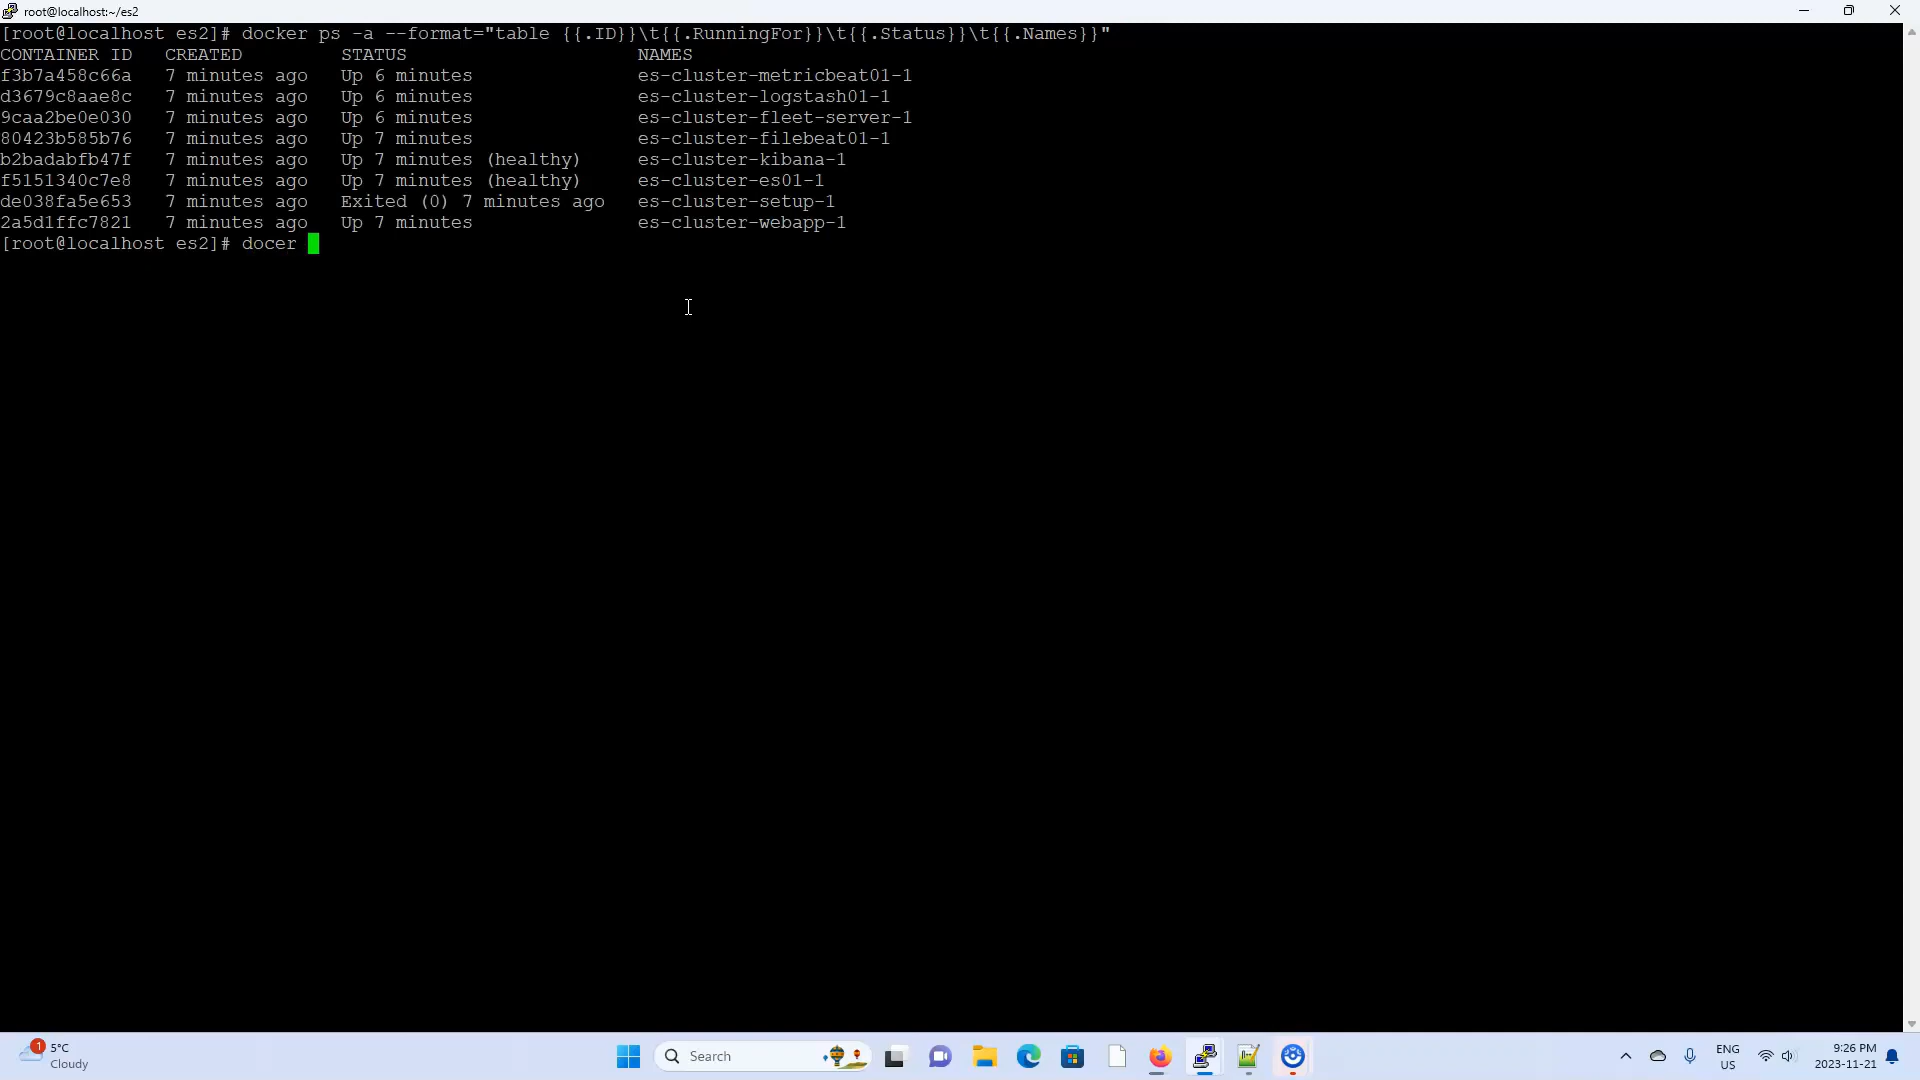 root@localhost:~/es2
[root@localhost es2]# docker ps -a --format="table {{.ID}}\t{{.RunningFor}}\t{{.Status}}\t{{.Names}}"
CONTAINER ID   CREATED         STATUS                     NAMES
f3b7a458c66a   7 minutes ago   Up 6 minutes               es-cluster-metricbeat01-1
d3679c8aae8c   7 minutes ago   Up 6 minutes               es-cluster-logstash01-1
9caa2be0e030   7 minutes ago   Up 6 minutes               es-cluster-fleet-server-1
80423b585b76   7 minutes ago   Up 7 minutes               es-cluster-filebeat01-1
b2badabfb47f   7 minutes ago   Up 7 minutes (healthy)     es-cluster-kibana-1
f5151340c7e8   7 minutes ago   Up 7 minutes (healthy)     es-cluster-es01-1
de038fa5e653   7 minutes ago   Exited (0) 7 minutes ago   es-cluster-setup-1
2a5d1ffc7821   7 minutes ago   Up 7 minutes               es-cluster-webapp-1
[root@localhost es2]# docer
1
5°C
Cloudy
Search
ENG
US
9:26 PM
2023-11-21